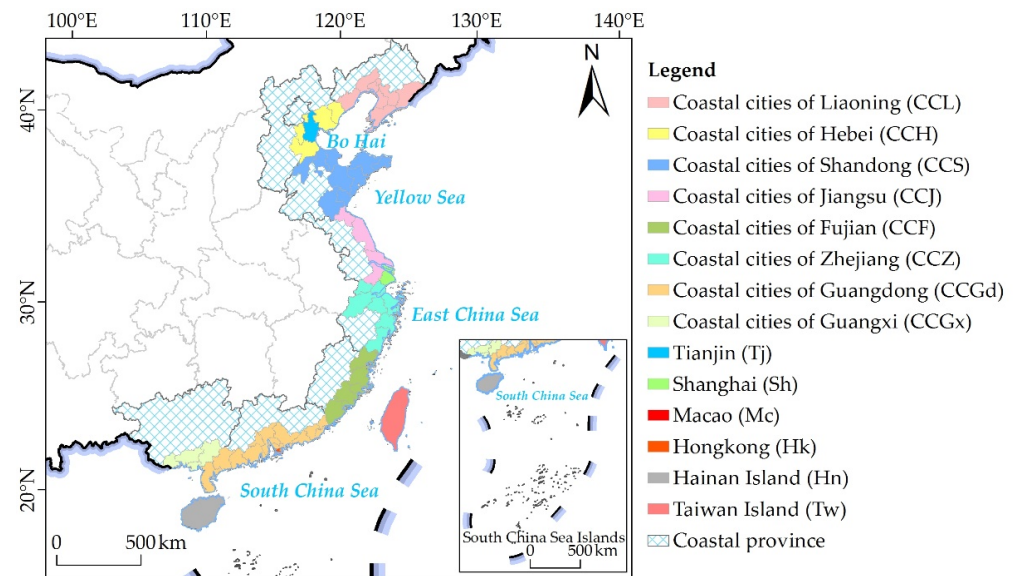 100°E 110°E 120°E 130°E 140°E
N
40°N
30°N
20°N
Bo Hai
Yellow Sea
East China Sea
South China Sea
0 500 km
South China Sea
South China Sea Islands
0 500 km
Legend
Coastal cities of Liaoning (CCL)
Coastal cities of Hebei (CCH)
Coastal cities of Shandong (CCS)
Coastal cities of Jiangsu (CCJ)
Coastal cities of Fujian (CCF)
Coastal cities of Zhejiang (CCZ)
Coastal cities of Guangdong (CCGd)
Coastal cities of Guangxi (CCGx)
Tianjin (Tj)
Shanghai (Sh)
Macao (Mc)
Hongkong (Hk)
Hainan Island (Hn)
Taiwan Island (Tw)
Coastal province